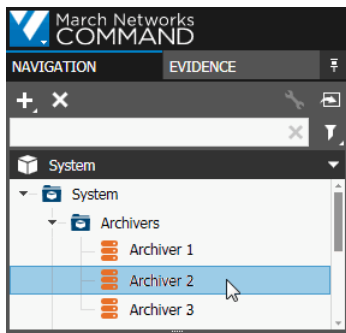 March Networks
COMMAND
NAVIGATION EVIDENCE
System
System
Archivers
Archiver 1
Archiver 2
Archiver 3